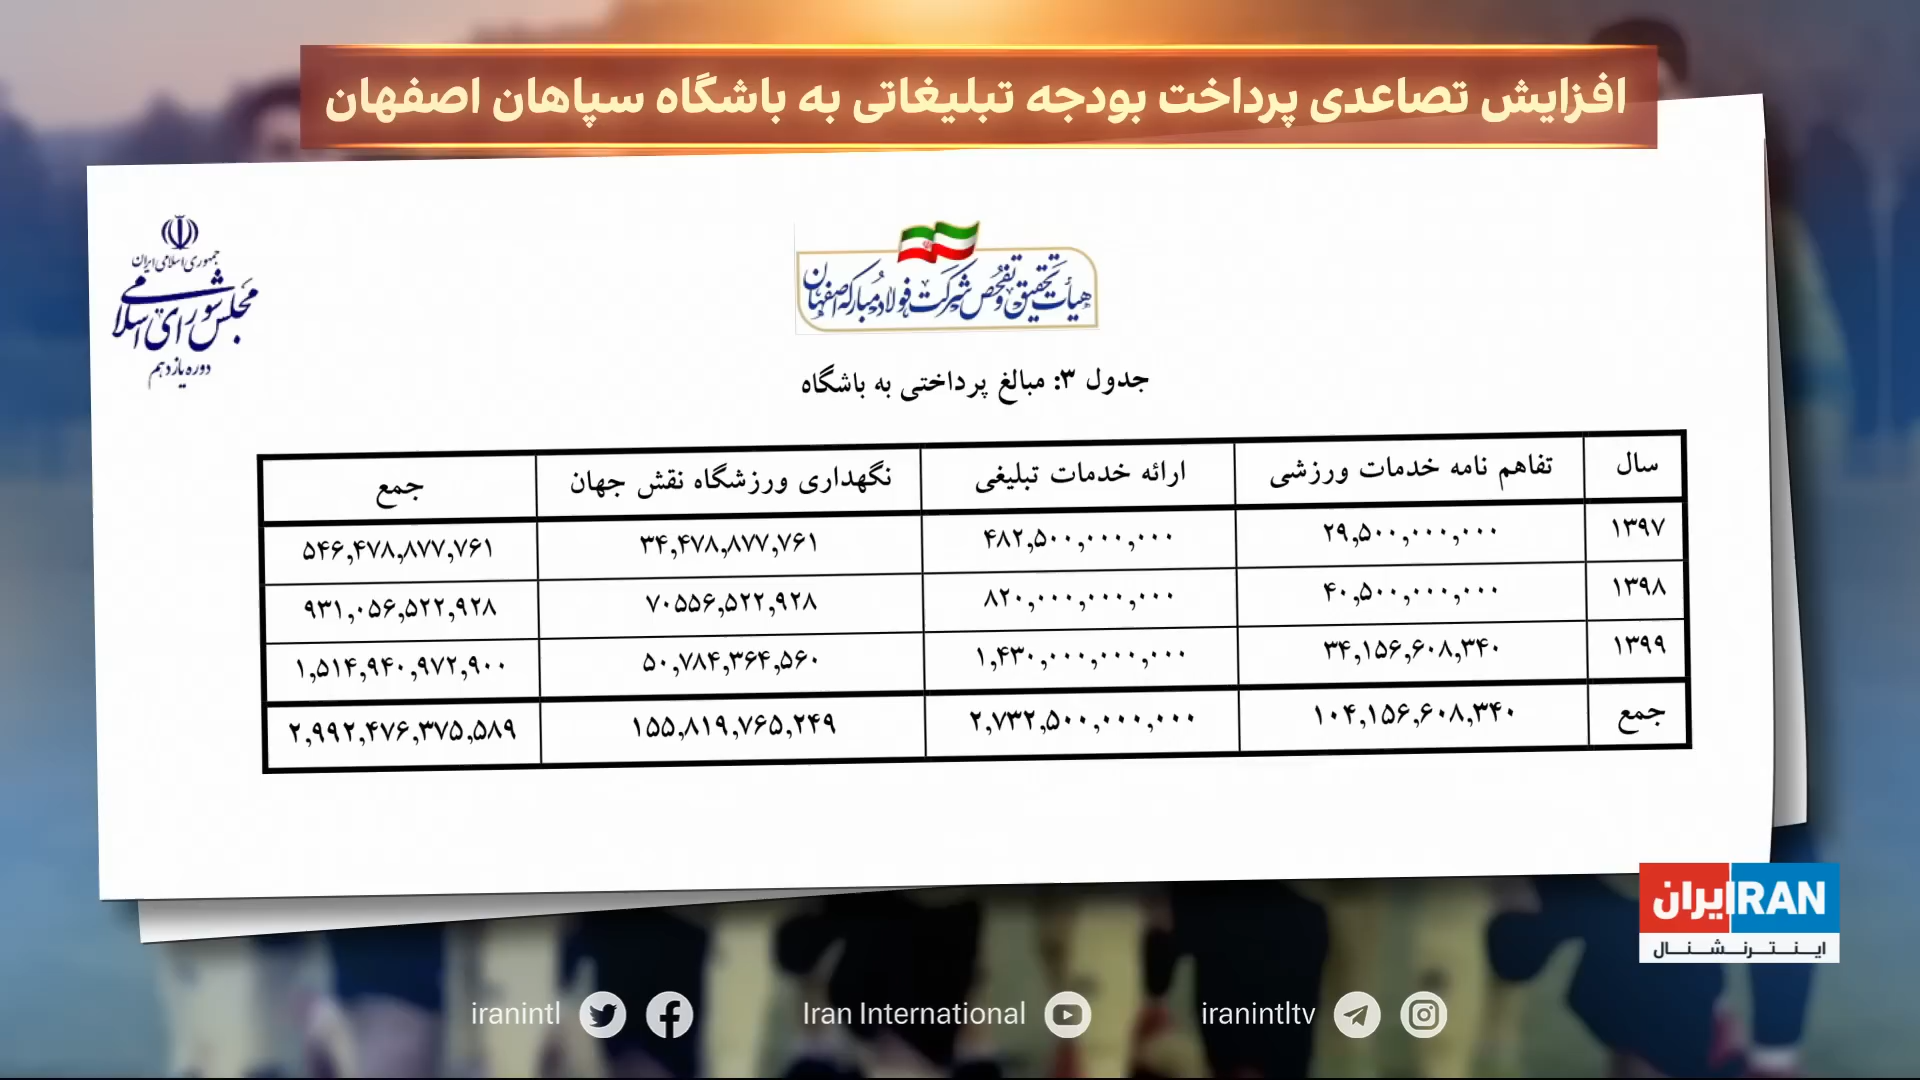 افزایش تصاعدی پرداخت بودجه تبلیغاتی به باشگاه سپاهان اصفهان
جمهوری اسلامی ایران
مجلس شورای اسلامی
دوره یازدهم
هیأت تحقیق و تفحص شرکت فولاد مبارکه اصفهان
جدول ۳: مبالغ پرداختی به باشگاه
سال تفاهم نامه خدمات ورزشی ارائه خدمات تبلیغی نگهداری ورزشگاه نقش جهان جمع
۱۳۹۷ ۲۹,۵۰۰,۰۰۰,۰۰۰ ۴۸۲,۵۰۰,۰۰۰,۰۰۰ ۳۴,۴۷۸,۸۷۷,۷۶۱ ۵۴۶,۴۷۸,۸۷۷,۷۶۱
۱۳۹۸ ۴۰,۵۰۰,۰۰۰,۰۰۰ ۸۲۰,۰۰۰,۰۰۰,۰۰۰ ۷۰۵۵۶,۵۲۲,۹۲۸ ۹۳۱,۰۵۶,۵۲۲,۹۲۸
۱۳۹۹ ۳۴,۱۵۶,۶۰۸,۳۴۰ ۱,۴۳۰,۰۰۰,۰۰۰,۰۰۰ ۵۰,۷۸۴,۳۶۴,۵۶۰ ۱,۵۱۴,۹۴۰,۹۷۲,۹۰۰
جمع ۱۰۴,۱۵۶,۶۰۸,۳۴۰ ۲,۷۳۲,۵۰۰,۰۰۰,۰۰۰ ۱۵۵,۸۱۹,۷۶۵,۲۴۹ ۲,۹۹۲,۴۷۶,۳۷۵,۵۸۹
ایران IRAN
اینترنشنال
iranintl Iran International iranintltv